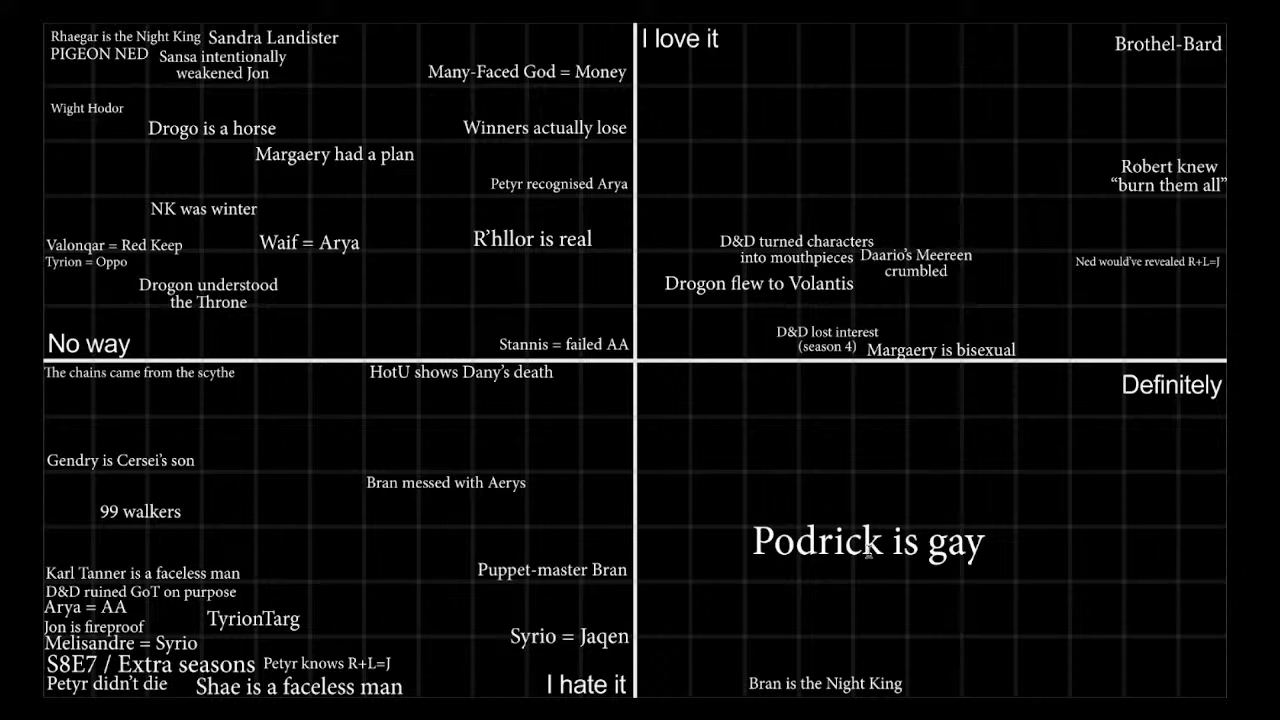 Rhaegar is the Night King
Sandra Landister
PIGEON NED
Sansa intentionally
weakened Jon
Many-Faced God = Money
Wight Hodor
Drogo is a horse
Winners actually lose
Margaery had a plan
Petyr recognised Arya
NK was winter
Valonqar = Red Keep
Waif = Arya
R'hllor is real
Tyrion = Oppo
Drogon understood
the Throne
No way
Stannis = failed AA
I love it
Brothel-Bard
Robert knew
“burn them all”
D&D turned characters
into mouthpieces
Daario's Meereen
crumbled
Ned would've revealed R+L=J
Drogon flew to Volantis
D&D lost interest
(season 4)
Margaery is bisexual
The chains came from the scythe
HotU shows Dany's death
Gendry is Cersei's son
Bran messed with Aerys
99 walkers
Karl Tanner is a faceless man
Puppet-master Bran
D&D ruined GoT on purpose
Arya = AA
TyrionTarg
Jon is fireproof
Syrio = Jaqen
Melisandre = Syrio
S8E7 / Extra seasons
Petyr knows R+L=J
Petyr didn't die
Shae is a faceless man
I hate it
Definitely
Podrick is gay
Bran is the Night King